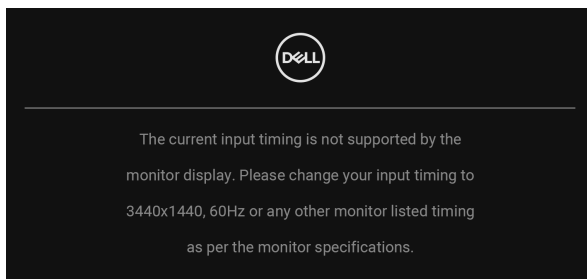 DELL
The current input timing is not supported by the
monitor display. Please change your input timing to
3440x1440, 60Hz or any other monitor listed timing
as per the monitor specifications.